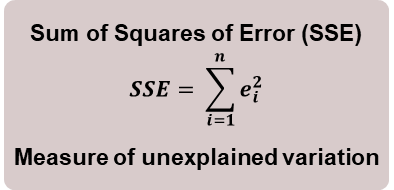 Sum of Squares of Error (SSE)
n
SSE = ∑ e_i^2
i=1
Measure of unexplained variation